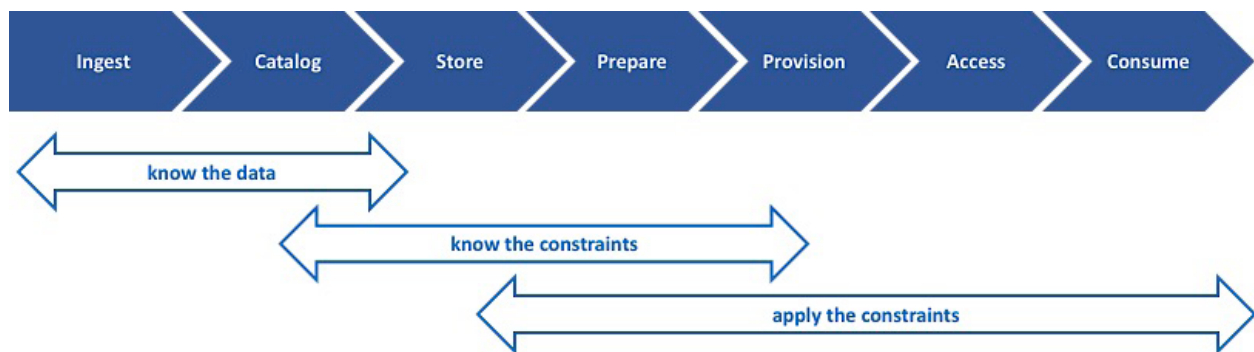 Ingest Catalog Store Prepare Provision Access Consume
know the data
know the constraints
apply the constraints